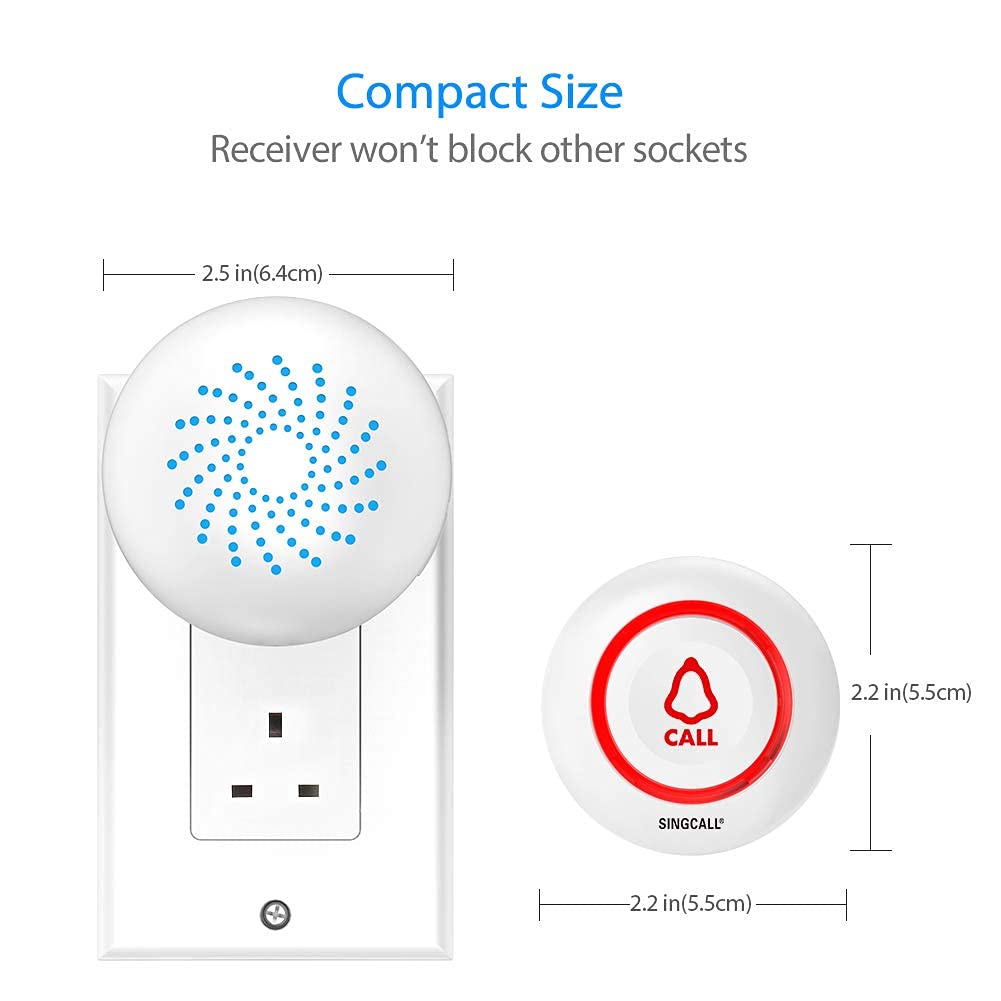 Compact Size
Receiver won't block other sockets
2.5 in(6.4cm)
2.2 in(5.5cm)
CALL
SINGCALL®
2.2 in(5.5cm)